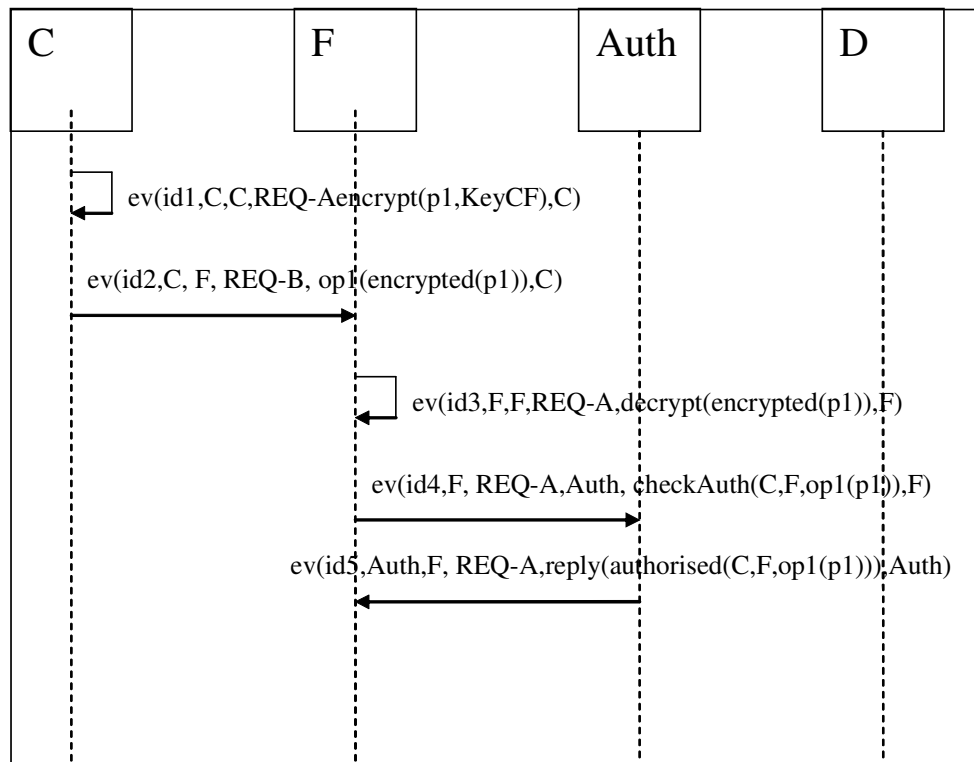 C F Auth D
ev(id1,C,C,REQ-Aencrypt(p1,KeyCF),C)
ev(id2,C, F, REQ-B, op1(encrypted(p1)),C)
ev(id3,F,F,REQ-A,decrypt(encrypted(p1)),F)
ev(id4,F, REQ-A,Auth, checkAuth(C,F,op1(p1)),F)
ev(id5,Auth,F, REQ-A,reply(authorised(C,F,op1(p1))),Auth)